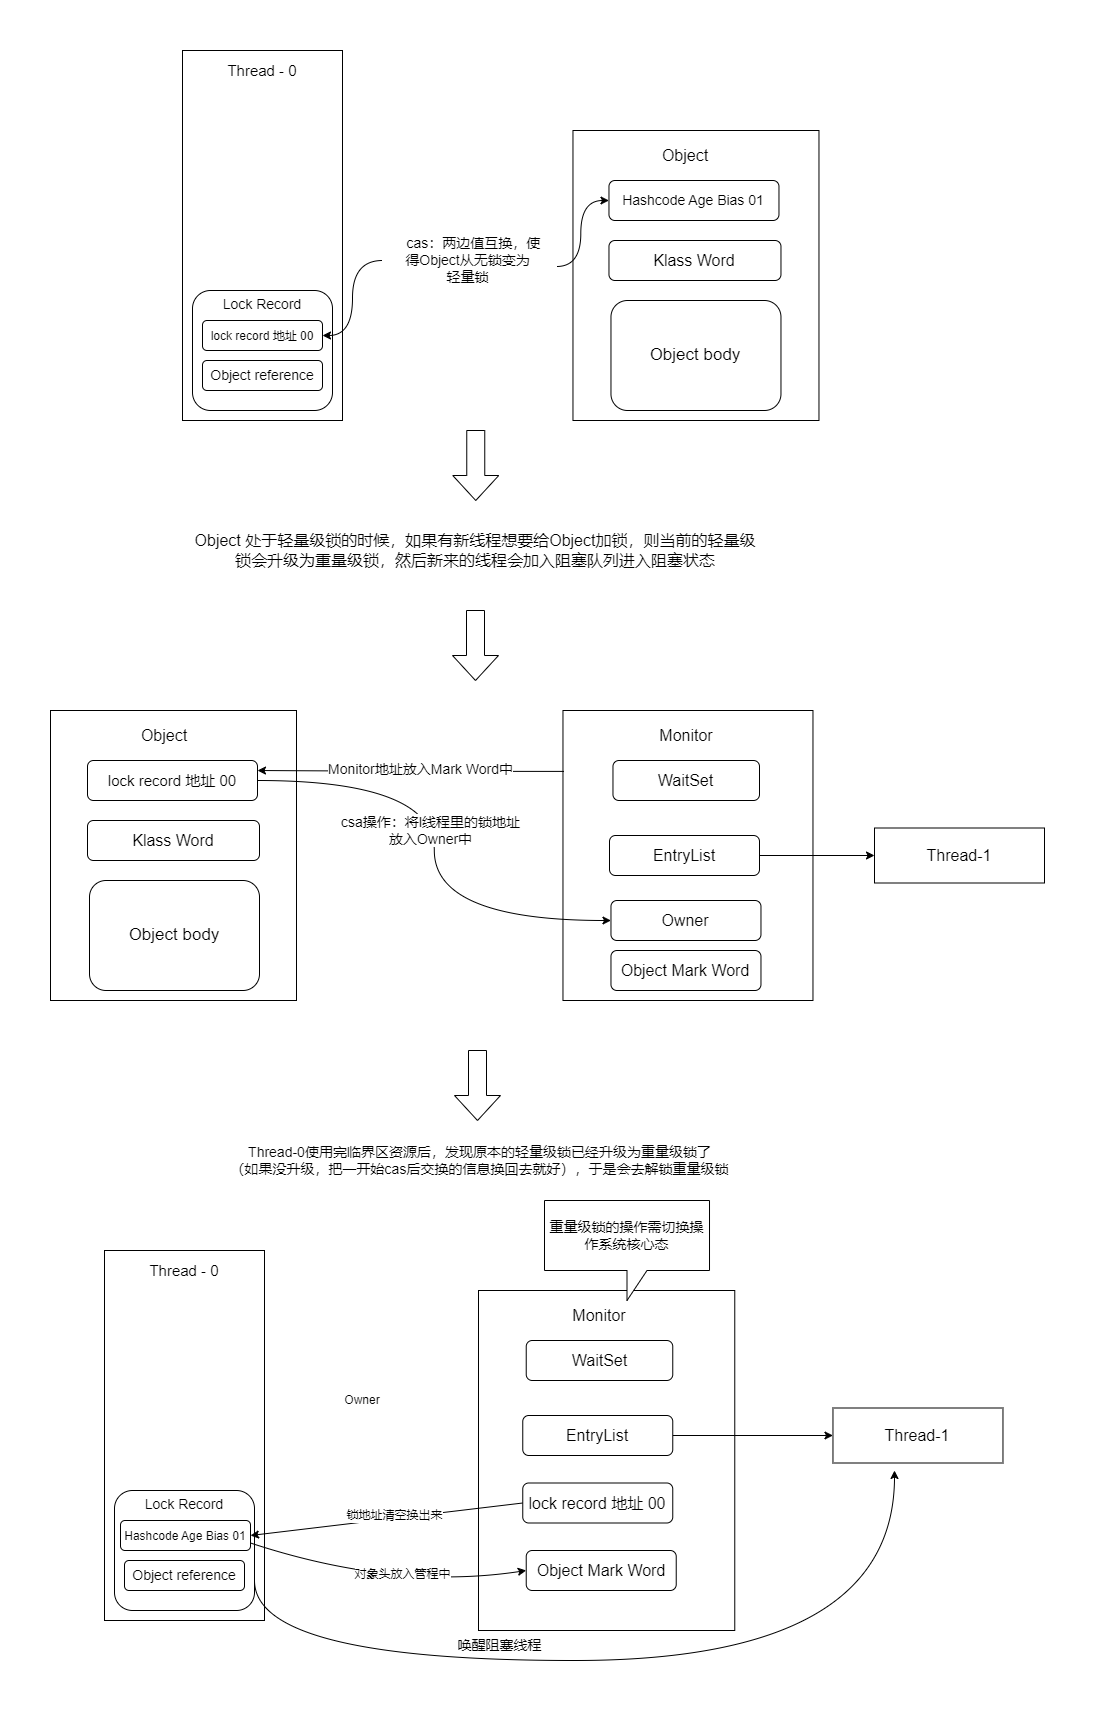 Thread - 0
Object
Hashcode Age Bias 01
cas：两边值互换，使
得Object从无锁变为
轻量锁
Klass Word
Lock Record
lock record 地址 00
Object reference
Object body
Object 处于轻量级锁的时候，如果有新线程想要给Object加锁，则当前的轻量级
锁会升级为重量级锁，然后新来的线程会加入阻塞队列进入阻塞状态
Object
Monitor
lock record 地址 00
Monitor地址放入Mark Word中
WaitSet
csa操作：将l线程里的锁地址
放入Owner中
Klass Word
EntryList
Thread-1
Object body
Owner
Object Mark Word
Thread-0使用完临界区资源后，发现原本的轻量级锁已经升级为重量级锁了
（如果没升级，把一开始cas后交换的信息换回去就好），于是会去解锁重量级锁
重量级锁的操作需切换操
作系统核心态
Thread - 0
Monitor
WaitSet
Owner
EntryList
Thread-1
Lock Record
lock record 地址 00
锁地址清空换出来
Hashcode Age Bias 01
Object reference
对象头放入管程中
Object Mark Word
唤醒阻塞线程